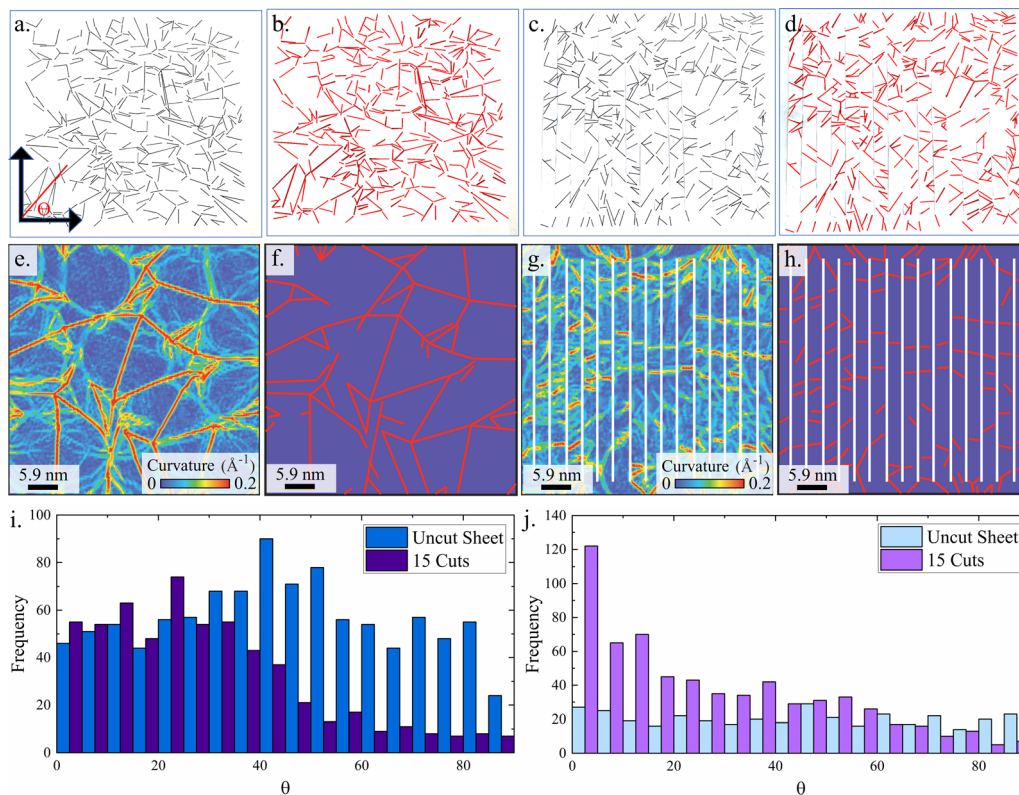 a.
b.
c.
d.
Θ
e.
f.
g.
h.
5.9 nm
Curvature (Å⁻¹)
0 0.2
5.9 nm
5.9 nm
Curvature (Å⁻¹)
0 0.2
5.9 nm
i.
100
80
60
40
20
0
Frequency
Uncut Sheet
15 Cuts
0 20 40 60 80
θ
j.
140
120
100
80
60
40
20
0
Frequency
Uncut Sheet
15 Cuts
0 20 40 60 80
θ